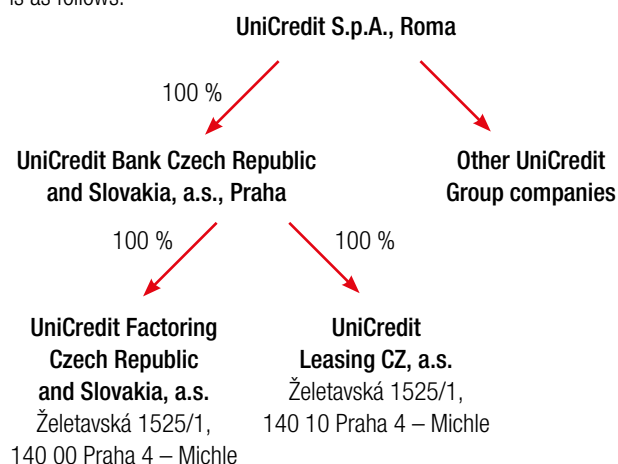 is as follows:
UniCredit S.p.A., Roma
100 %
UniCredit Bank Czech Republic
and Slovakia, a.s., Praha
Other UniCredit
Group companies
100 %
100 %
UniCredit Factoring
Czech Republic
and Slovakia, a.s.
Želetavská 1525/1,
140 00 Praha 4 – Michle
UniCredit
Leasing CZ, a.s.
Želetavská 1525/1,
140 10 Praha 4 – Michle